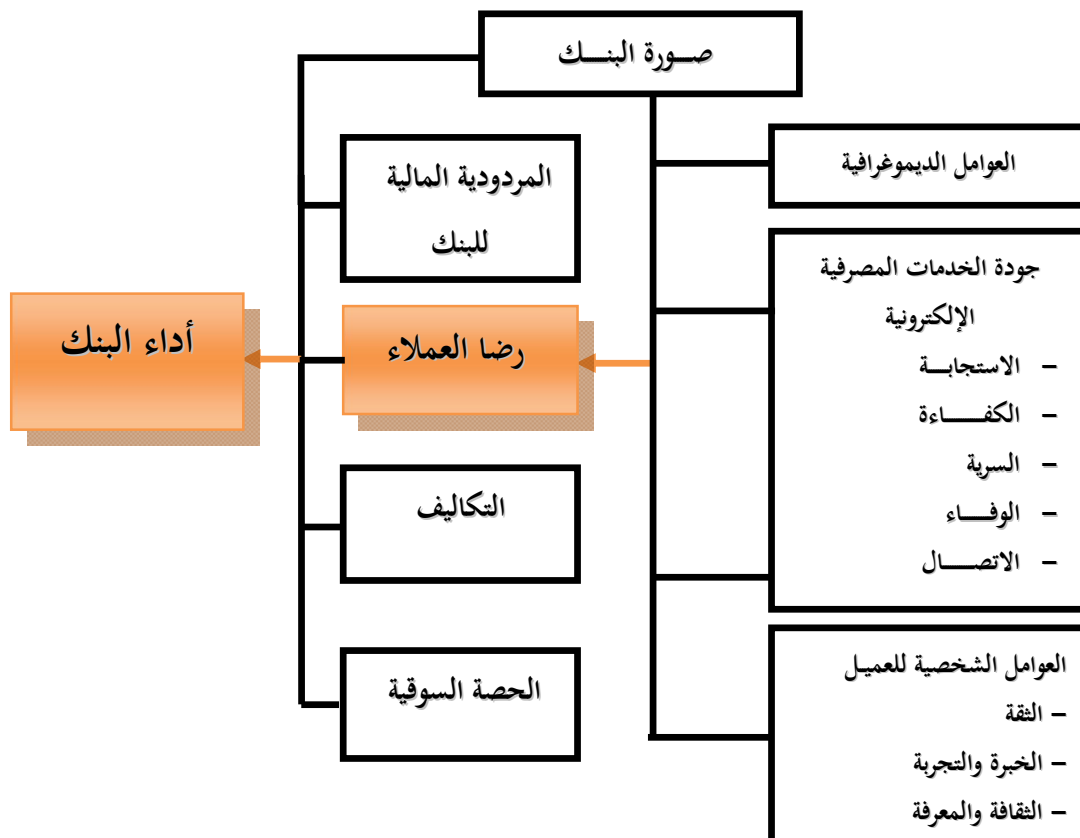 صـــورة البنـــك
العوامل الديموغرافية
جودة الخدمات المصرفية
الإلكترونية
– الاستجابـــة
– الكفـــــاءة
– السرية
– الوفـــــاء
– الاتصـــــال
العوامل الشخصية للعميـل
– الثقة
– الخبرة والتجربة
– الثقافة والمعرفة
المردودية المالية
للبنك
رضا العملاء
التكاليف
الحصة السوقية
أداء البنك